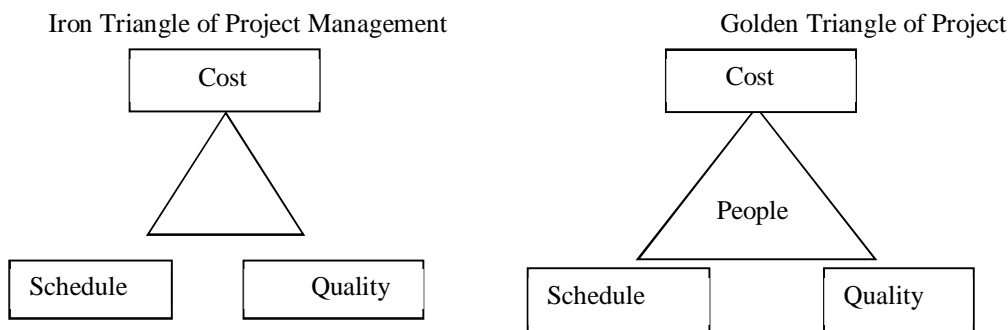 Iron Triangle of Project Management
Golden Triangle of Project
Cost
Cost
People
Schedule
Quality
Schedule
Quality